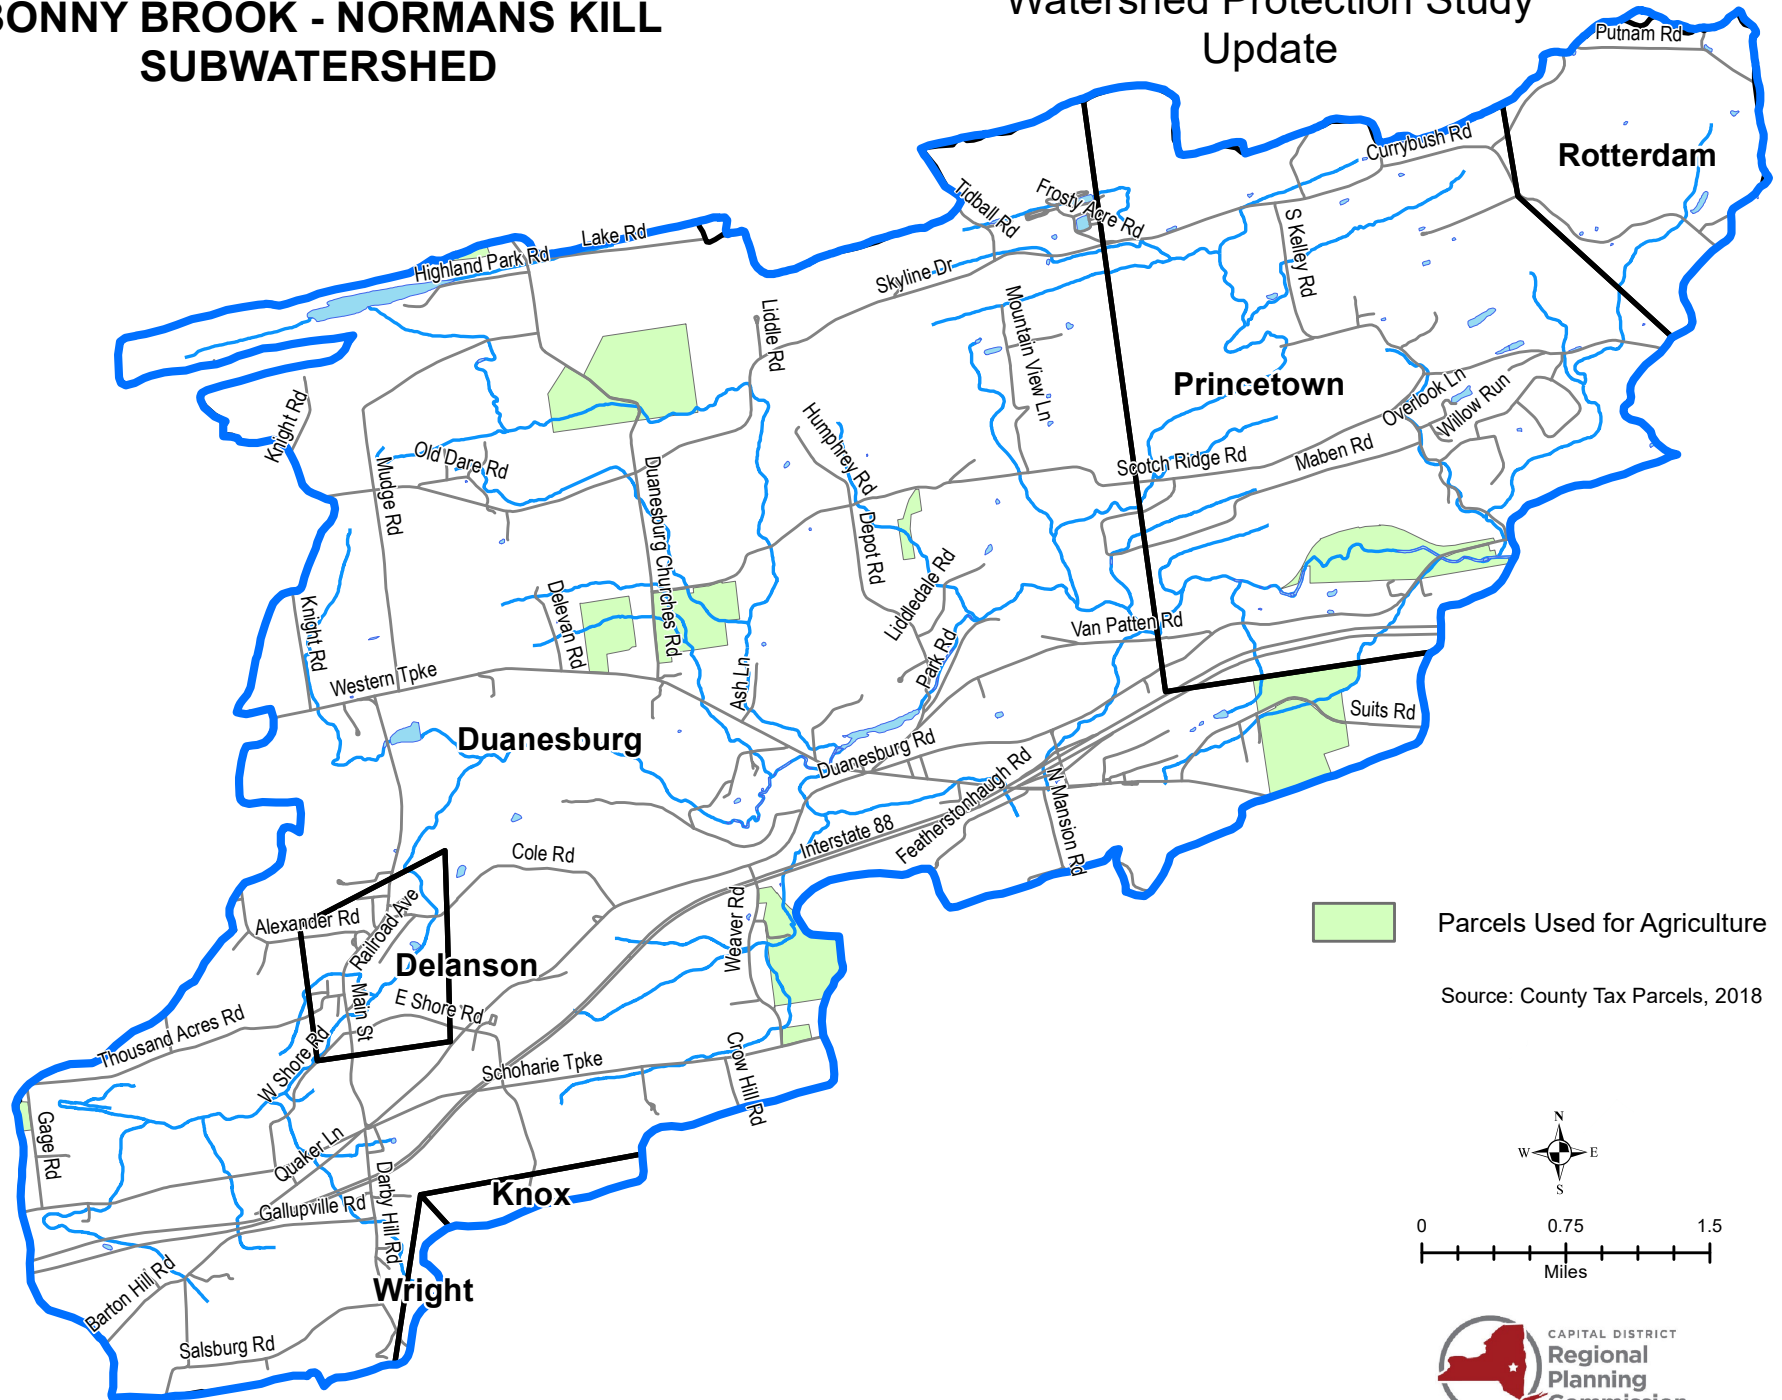 BONNY BROOK - NORMANS KILL
SUBWATERSHED
Watershed Protection Study
Update
Putnam Rd
Rotterdam
Currybush Rd
Tidball Rd
Frosty Acre Rd
S Kelley Rd
Lake Rd
Highland Park Rd
Skyline Dr
Liddle Rd
Mountain View Ln
Princetown
Overlook Ln
Willow Run
Knight Rd
Humphrey Rd
Old Dare Rd
Mudge Rd
Scotch Ridge Rd
Maben Rd
Duanesburg Churches Rd
Depot Rd
Liddledale Rd
Delevan Rd
Knight Rd
Van Patten Rd
Park Rd
Western Tpke
Ash Ln
Suits Rd
Duanesburg
Duanesburg Rd
Featherstonhaugh Rd
N Mansion Rd
Interstate 88
Cole Rd
Weaver Rd
Alexander Rd
Railroad Ave
Parcels Used for Agriculture
Delanson
Main St
E Shore Rd
Source: County Tax Parcels, 2018
Thousand Acres Rd
W Shore Rd
Schoharie Tpke
Crow Hill Rd
Gage Rd
Quaker Ln
Darby Hill Rd
Gallupville Rd
Knox
N
W E
S
Barton Hill Rd
Wright
0 0.75 1.5
Miles
Salsburg Rd
CAPITAL DISTRICT
Regional
Planning
Commission